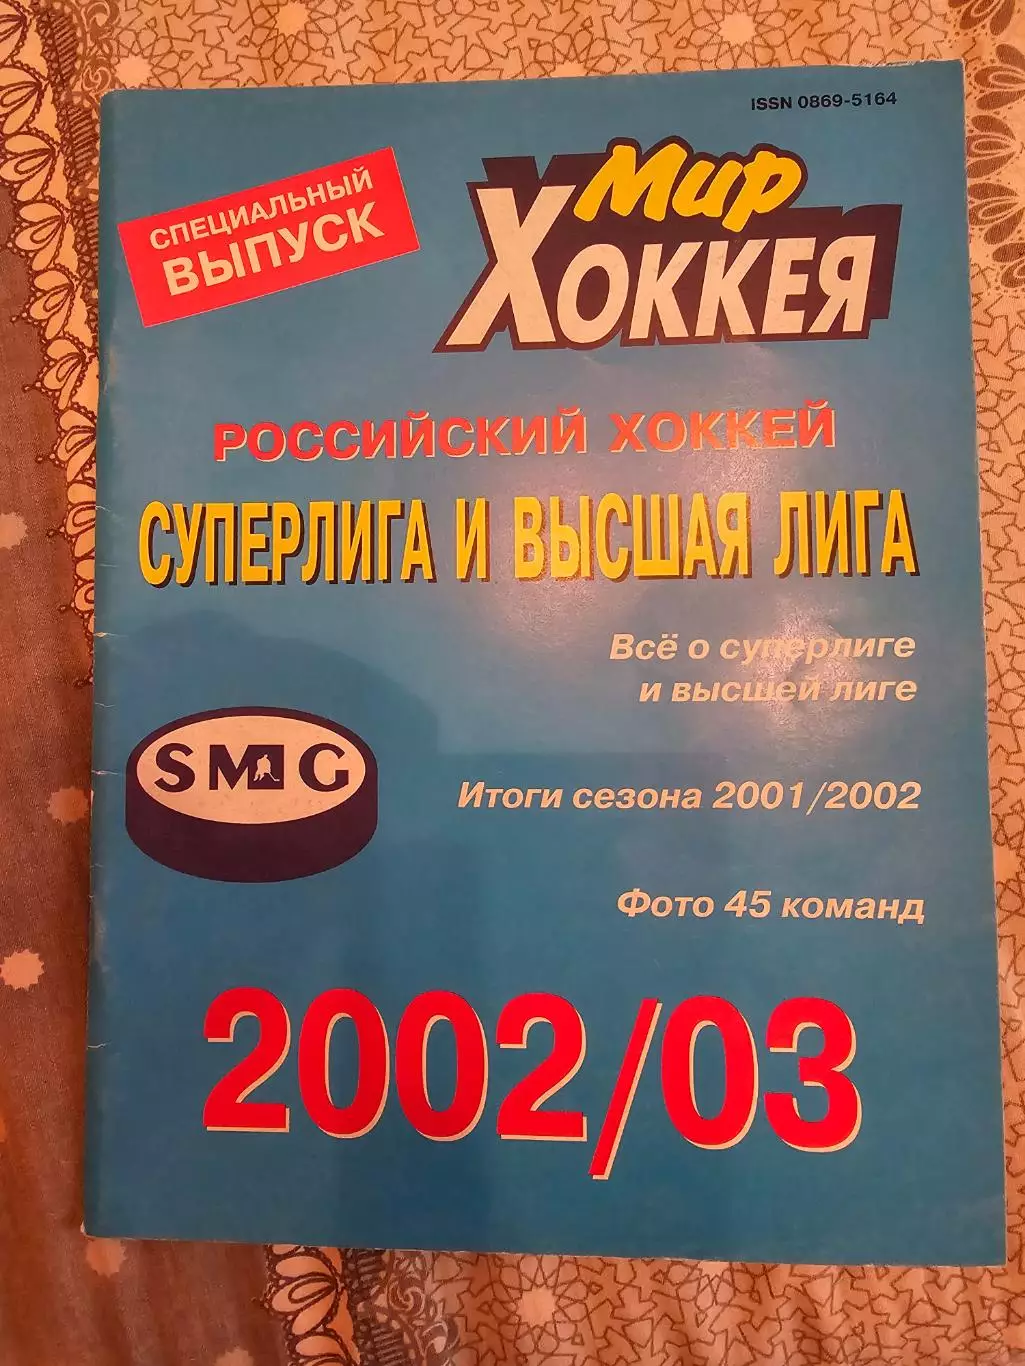 ISSN 0869-5164
СПЕЦИАЛЬНЫЙ
ВЫПУСК
Мир
ХОККЕЯ
РОССИЙСКИЙ ХОККЕЙ
СУПЕРЛИГА И ВЫСШАЯ ЛИГА
Всё о суперлиге
и высшей лиге
SMG
Итоги сезона 2001/2002
Фото 45 команд
2002/03